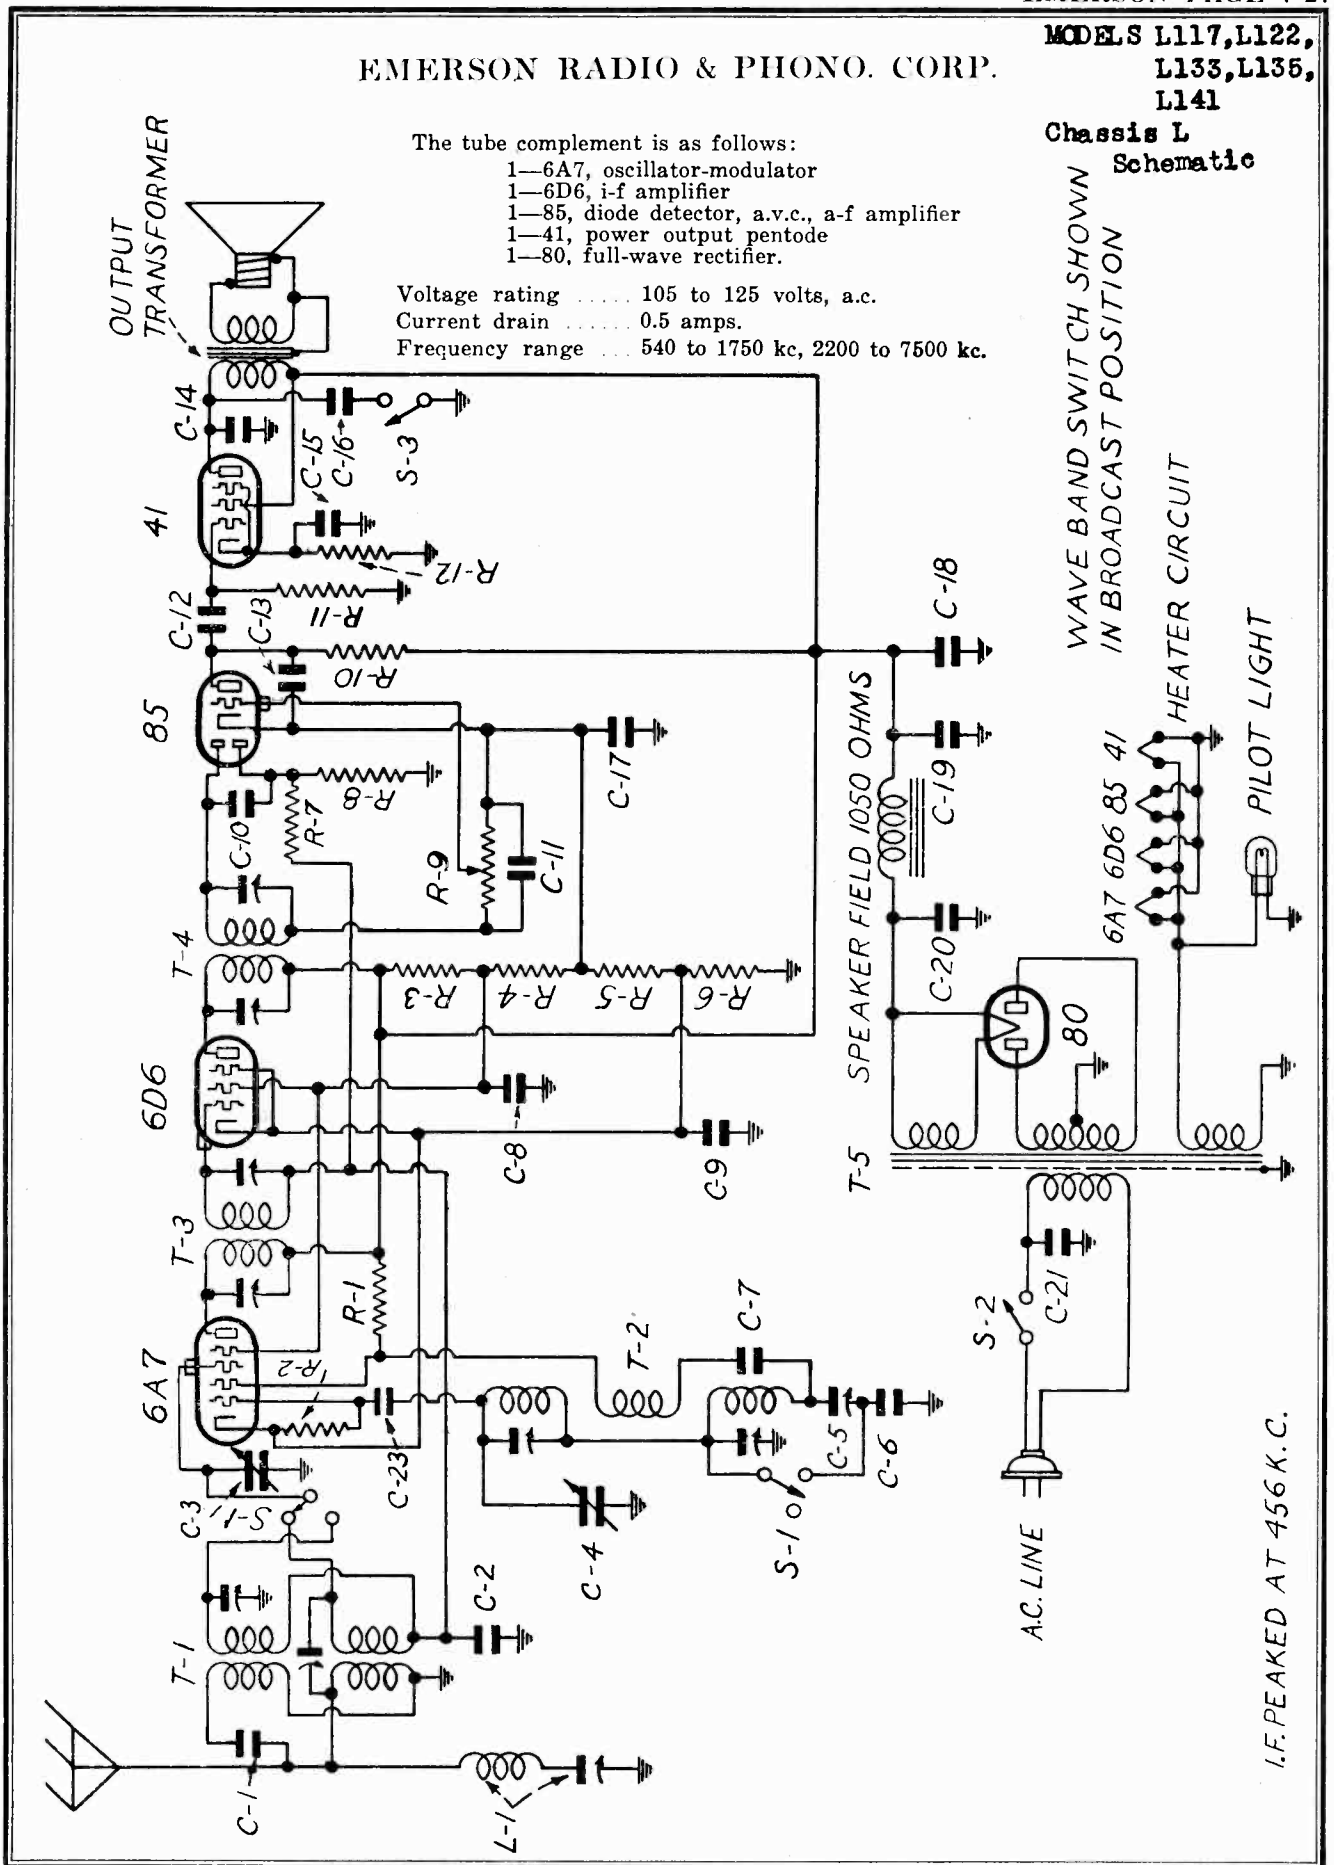 MODELS L117,L122,
L133,L135,
L141
Chassis L
Schematic
EMERSON RADIO & PHONO. CORP.
The tube complement is as follows:
1—6A7, oscillator-modulator
1—6D6, i-f amplifier
1—85, diode detector, a.v.c., a-f amplifier
1—41, power output pentode
1—80, full-wave rectifier.
Voltage rating ..... 105 to 125 volts, a.c.
Current drain ...... 0.5 amps.
Frequency range ... 540 to 1750 kc, 2200 to 7500 kc.
OUTPUT
TRANSFORMER
WAVE BAND SWITCH SHOWN
IN BROADCAST POSITION
C-14
C-15
C-16
S-3
41
R-12
R-11
C-12
C-13
R-10
85
C-10
R-7
R-8
R-9
C-11
C-17
C-18
C-19
SPEAKER FIELD 1050 OHMS
C-20
HEATER CIRCUIT
6A7 6D6 85 41
PILOT LIGHT
T-4
R-3
R-4
R-5
R-6
6D6
C-8
C-9
80
T-5
T-3
R-1
6A7
R-2
C-23
T-2
C-7
C-5
C-6
S-1
C-4
C-3
S-1
S-2
C-21
A.C. LINE
T-1
C-2
C-1
L-1
I.F. PEAKED AT 456 K.C.